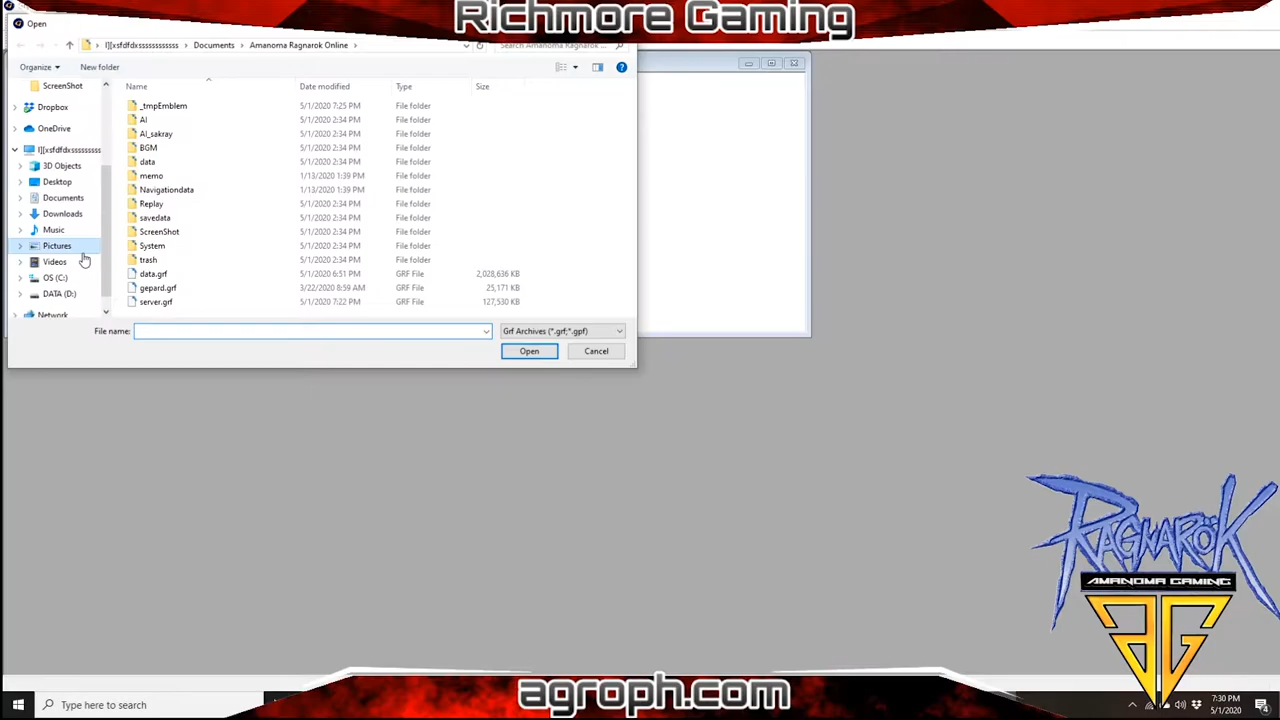 Richmore Gaming
Open
I][xsfdfdxsssssssssss > Documents > Amanoma Ragnarok Online >
Search Amanoma Ragnarok ...
Organize
New folder
Name
Date modified
Type
Size
ScreenShot
Dropbox
OneDrive
I][xsfdfdxsssssssss
3D Objects
Desktop
Documents
Downloads
Music
Pictures
Videos
OS (C:)
DATA (D:)
Network
_tmpEmblem 5/1/2020 7:25 PM File folder
AI 5/1/2020 2:34 PM File folder
AI_sakray 5/1/2020 2:34 PM File folder
BGM 5/1/2020 2:34 PM File folder
data 5/1/2020 2:34 PM File folder
memo 1/13/2020 1:39 PM File folder
Navigationdata 1/13/2020 1:39 PM File folder
Replay 5/1/2020 2:34 PM File folder
savedata 5/1/2020 2:34 PM File folder
ScreenShot 5/1/2020 2:34 PM File folder
System 5/1/2020 2:34 PM File folder
trash 5/1/2020 2:34 PM File folder
data.grf 5/1/2020 6:51 PM GRF File 2,028,636 KB
gepard.grf 3/22/2020 8:59 AM GRF File 25,171 KB
server.grf 5/1/2020 7:22 PM GRF File 127,530 KB
File name:
Grf Archives (*.grf;*.gpf)
Open
Cancel
RAGNARÖK
AMANOMA GAMING
agroph.com
Type here to search
7:30 PM
5/1/2020